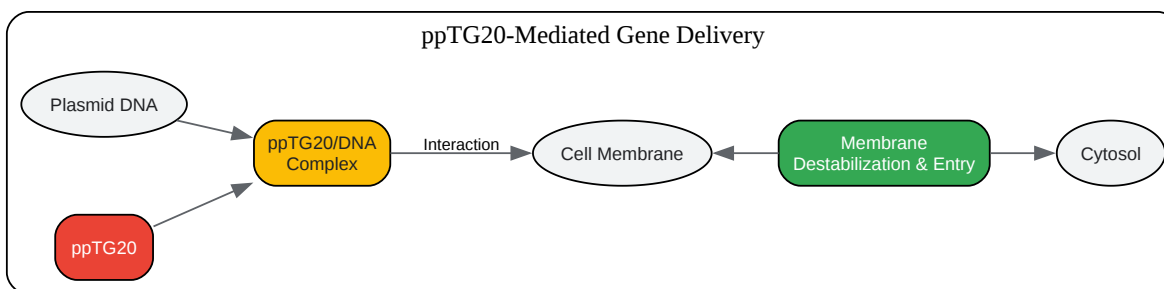 ppTG20-Mediated Gene Delivery
Plasmid DNA
ppTG20/DNA
Complex
Interaction
Cell Membrane
Membrane
Destabilization & Entry
Cytosol
ppTG20